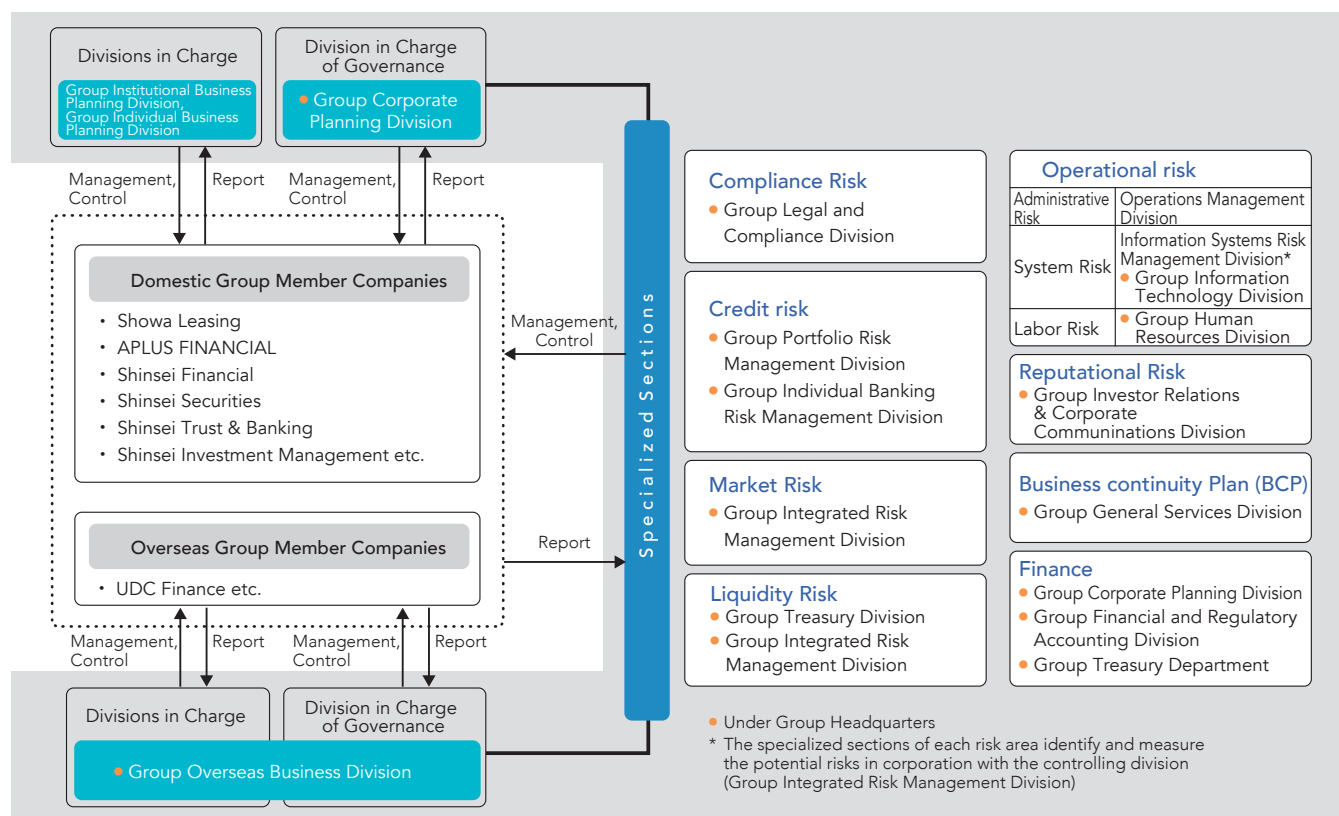 Divisions in Charge
Group Institutional Business
Planning Division,
Group Individual Business
Planning Division
Division in Charge
of Governance
● Group Corporate
Planning Division
Management,
Control
Report
Management,
Control
Report
Domestic Group Member Companies
・ Showa Leasing
・ APLUS FINANCIAL
・ Shinsei Financial
・ Shinsei Securities
・ Shinsei Trust & Banking
・ Shinsei Investment Management etc.
Overseas Group Member Companies
・ UDC Finance etc.
Management,
Control
Report
Management,
Control
Report
Divisions in Charge
Division in Charge
of Governance
● Group Overseas Business Division
Management,
Control
Report
Specialized Sections
Compliance Risk
● Group Legal and
Compliance Division
Credit risk
● Group Portfolio Risk
Management Division
● Group Individual Banking
Risk Management Division
Market Risk
● Group Integrated Risk
Management Division
Liquidity Risk
● Group Treasury Division
● Group Integrated Risk
Management Division
Operational risk
Administrative
Risk
Operations Management
Division
System Risk
Information Systems Risk
Management Division*
● Group Information
Technology Division
Labor Risk
● Group Human
Resources Division
Reputational Risk
● Group Investor Relations
& Corporate
Communinations Division
Business continuity Plan (BCP)
● Group General Services Division
Finance
● Group Corporate Planning Division
● Group Financial and Regulatory
Accounting Division
● Group Treasury Department
● Under Group Headquarters
* The specialized sections of each risk area identify and measure
the potential risks in corporation with the controlling division
(Group Integrated Risk Management Division)